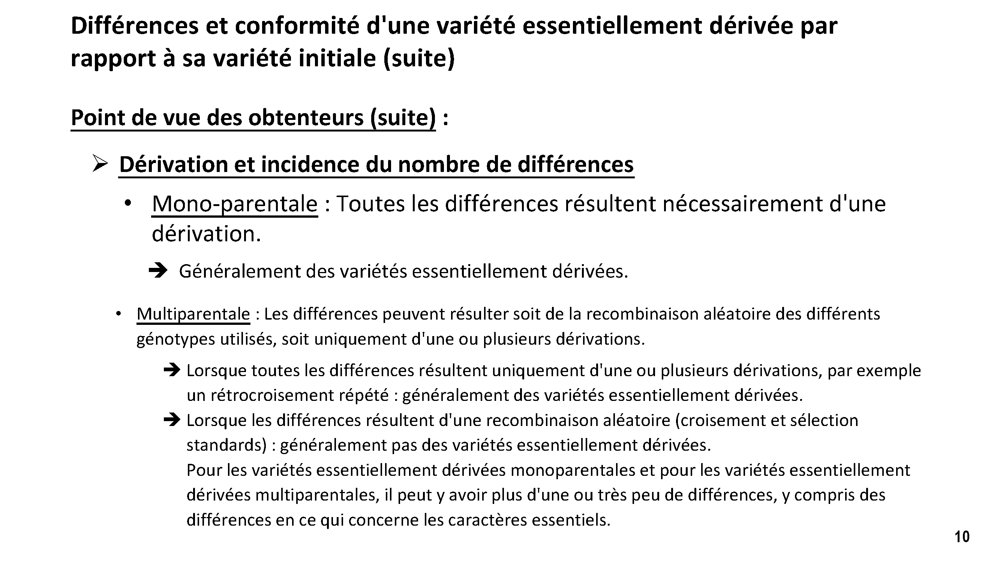 Différences et conformité d'une variété essentiellement dérivée par
rapport à sa variété initiale (suite)
Point de vue des obtenteurs (suite) :
➢ Dérivation et incidence du nombre de différences
• Mono-parentale : Toutes les différences résultent nécessairement d'une
dérivation.
➔ Généralement des variétés essentiellement dérivées.
• Multiparentale : Les différences peuvent résulter soit de la recombinaison aléatoire des différents
génotypes utilisés, soit uniquement d'une ou plusieurs dérivations.
➔ Lorsque toutes les différences résultent uniquement d'une ou plusieurs dérivations, par exemple
un rétrocroisement répété : généralement des variétés essentiellement dérivées.
➔ Lorsque les différences résultent d'une recombinaison aléatoire (croisement et sélection
standards) : généralement pas des variétés essentiellement dérivées.
Pour les variétés essentiellement dérivées monoparentales et pour les variétés essentiellement
dérivées multiparentales, il peut y avoir plus d'une ou très peu de différences, y compris des
différences en ce qui concerne les caractères essentiels.
10